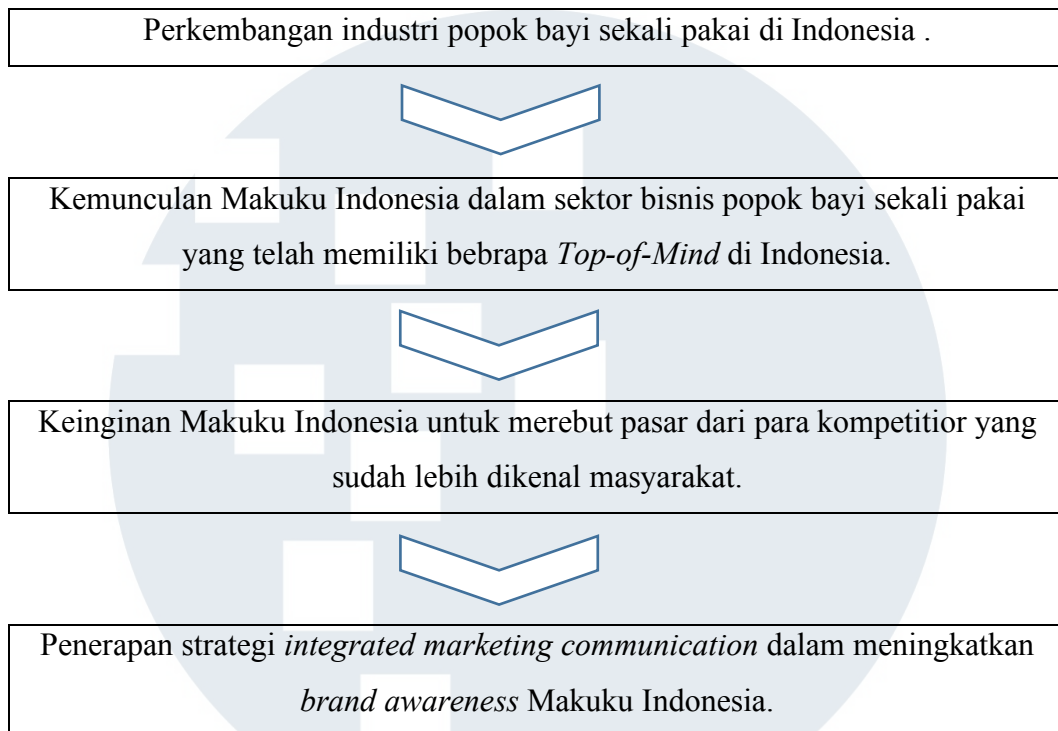 Perkembangan industri popok bayi sekali pakai di Indonesia .
Kemunculan Makuku Indonesia dalam sektor bisnis popok bayi sekali pakai
yang telah memiliki bebrapa Top-of-Mind di Indonesia.
Keinginan Makuku Indonesia untuk merebut pasar dari para kompetitior yang
sudah lebih dikenal masyarakat.
Penerapan strategi integrated marketing communication dalam meningkatkan
brand awareness Makuku Indonesia.